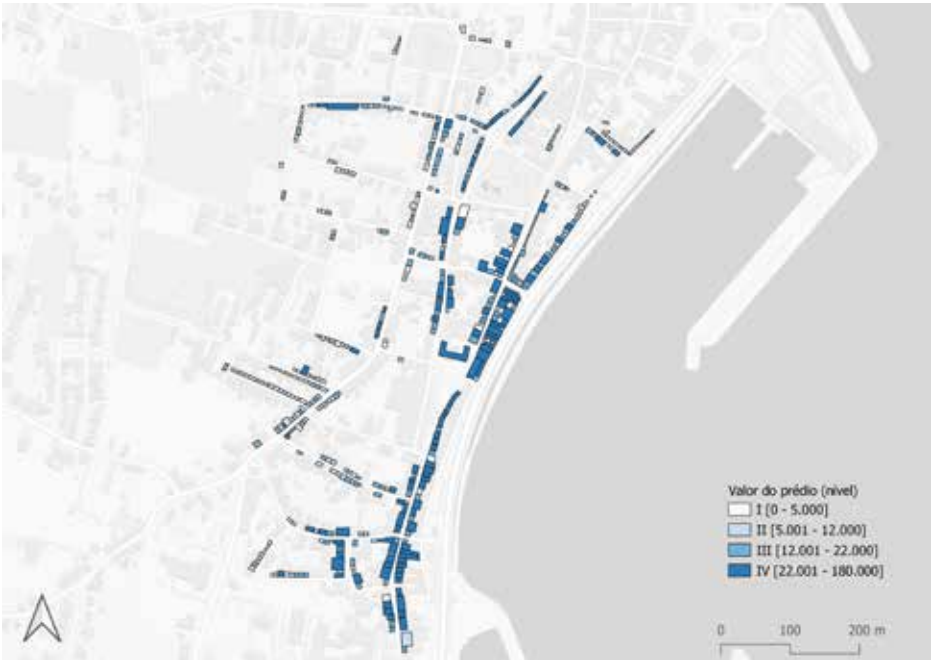 Valor do prédio (nível)
I [0 - 5.000]
II [5.001 - 12.000]
III [12.001 - 22.000]
IV [22.001 - 180.000]
0 100 200 m